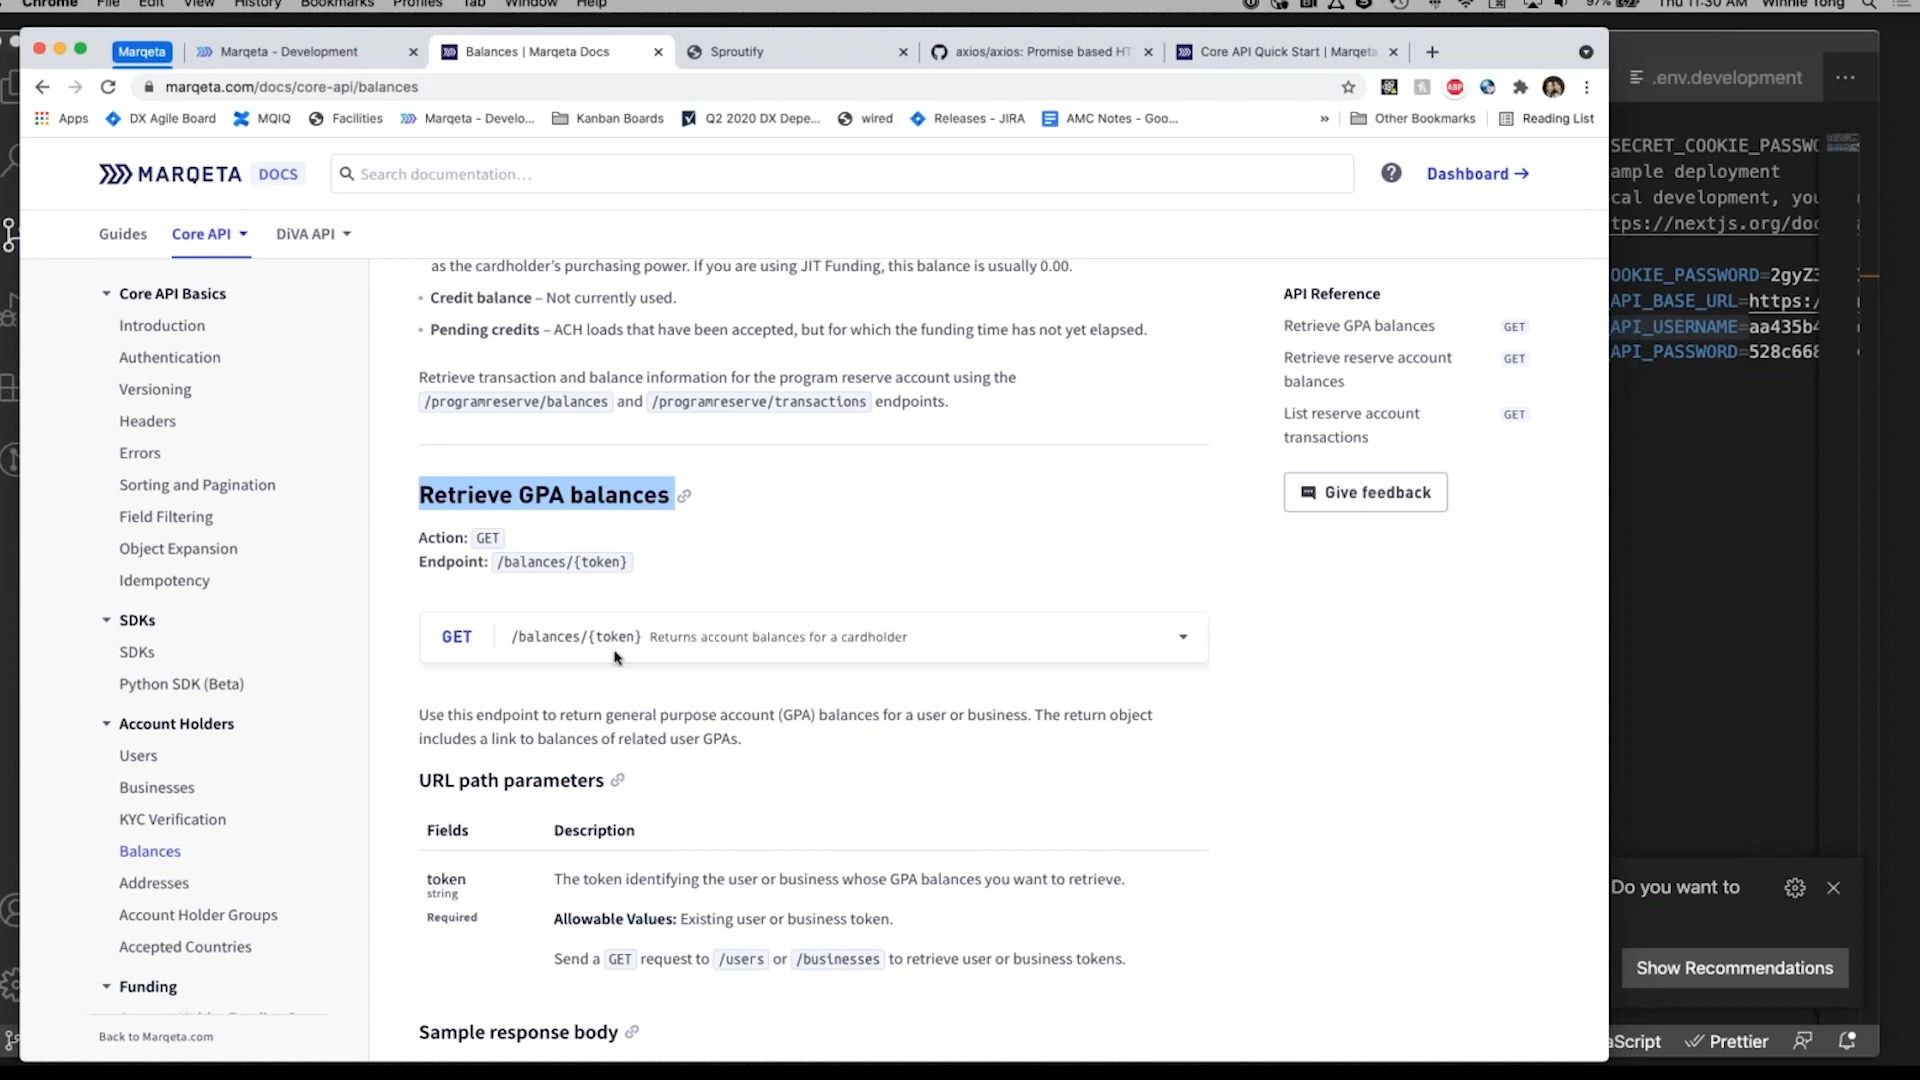 Chrome File Edit View History Bookmarks Profiles Tab Window Help
97% Thu 11:30 AM Winnie Tong
Marqeta
Marqeta - Development
Balances | Marqeta Docs
Sproutify
axios/axios: Promise based HT
Core API Quick Start | Marqeta
marqeta.com/docs/core-api/balances
ABP
Apps
DX Agile Board
MQIQ
Facilities
Marqeta - Develo...
Kanban Boards
Q2 2020 DX Depe...
wired
Releases - JIRA
AMC Notes - Goo...
»
Other Bookmarks
Reading List
MARQETA DOCS
Search documentation...
Dashboard →
Guides
Core API
DiVA API
Core API Basics
Introduction
Authentication
Versioning
Headers
Errors
Sorting and Pagination
Field Filtering
Object Expansion
Idempotency
SDKs
SDKs
Python SDK (Beta)
Account Holders
Users
Businesses
KYC Verification
Balances
Addresses
Account Holder Groups
Accepted Countries
Funding
Back to Marqeta.com
as the cardholder's purchasing power. If you are using JIT Funding, this balance is usually 0.00.
▪ Credit balance – Not currently used.
▪ Pending credits – ACH loads that have been accepted, but for which the funding time has not yet elapsed.
Retrieve transaction and balance information for the program reserve account using the
/programreserve/balances and /programreserve/transactions endpoints.
Retrieve GPA balances
Action: GET
Endpoint: /balances/{token}
GET /balances/{token} Returns account balances for a cardholder
Use this endpoint to return general purpose account (GPA) balances for a user or business. The return object
includes a link to balances of related user GPAs.
URL path parameters
Fields Description
token The token identifying the user or business whose GPA balances you want to retrieve.
string
Required Allowable Values: Existing user or business token.
Send a GET request to /users or /businesses to retrieve user or business tokens.
Sample response body
API Reference
Retrieve GPA balances GET
Retrieve reserve account GET
balances
List reserve account GET
transactions
Give feedback
.env.development
SECRET_COOKIE_PASSWO
ample deployment
cal development, you
tps://nextjs.org/doc
OOKIE_PASSWORD=2gyZ3
API_BASE_URL=https:/
API_USERNAME=aa435b4
API_PASSWORD=528c668
Do you want to
Show Recommendations
aScript
Prettier